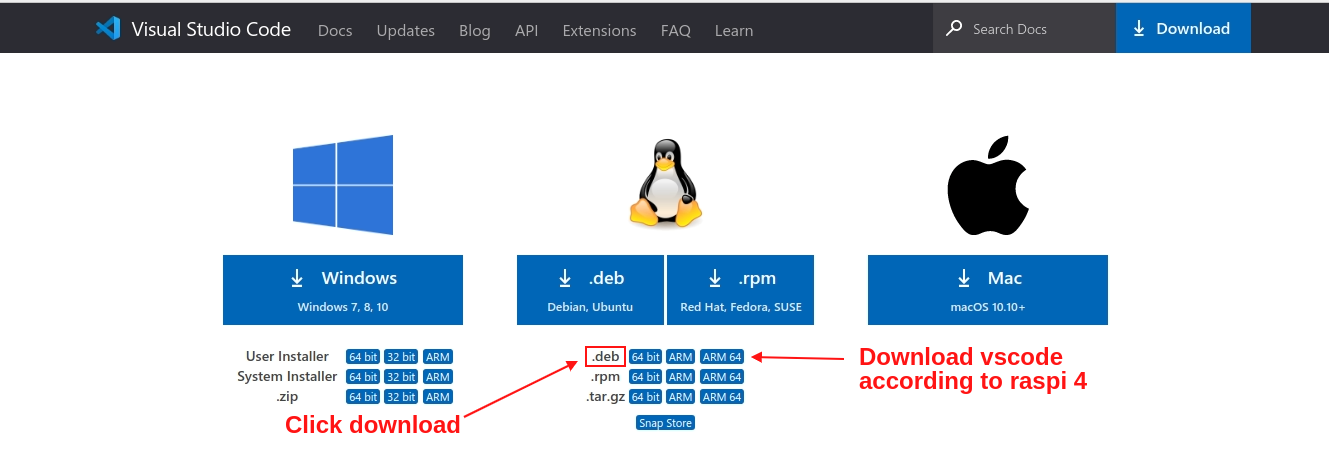 Visual Studio Code Docs Updates Blog API Extensions FAQ Learn Search Docs Download
Windows
Windows 7, 8, 10
.deb
Debian, Ubuntu
.rpm
Red Hat, Fedora, SUSE
Mac
macOS 10.10+
User Installer 64 bit 32 bit ARM
System Installer 64 bit 32 bit ARM
.zip 64 bit 32 bit ARM
.deb 64 bit ARM ARM 64
.rpm 64 bit ARM ARM 64
.tar.gz 64 bit ARM ARM 64
Snap Store
Click download
Download vscode
according to raspi 4